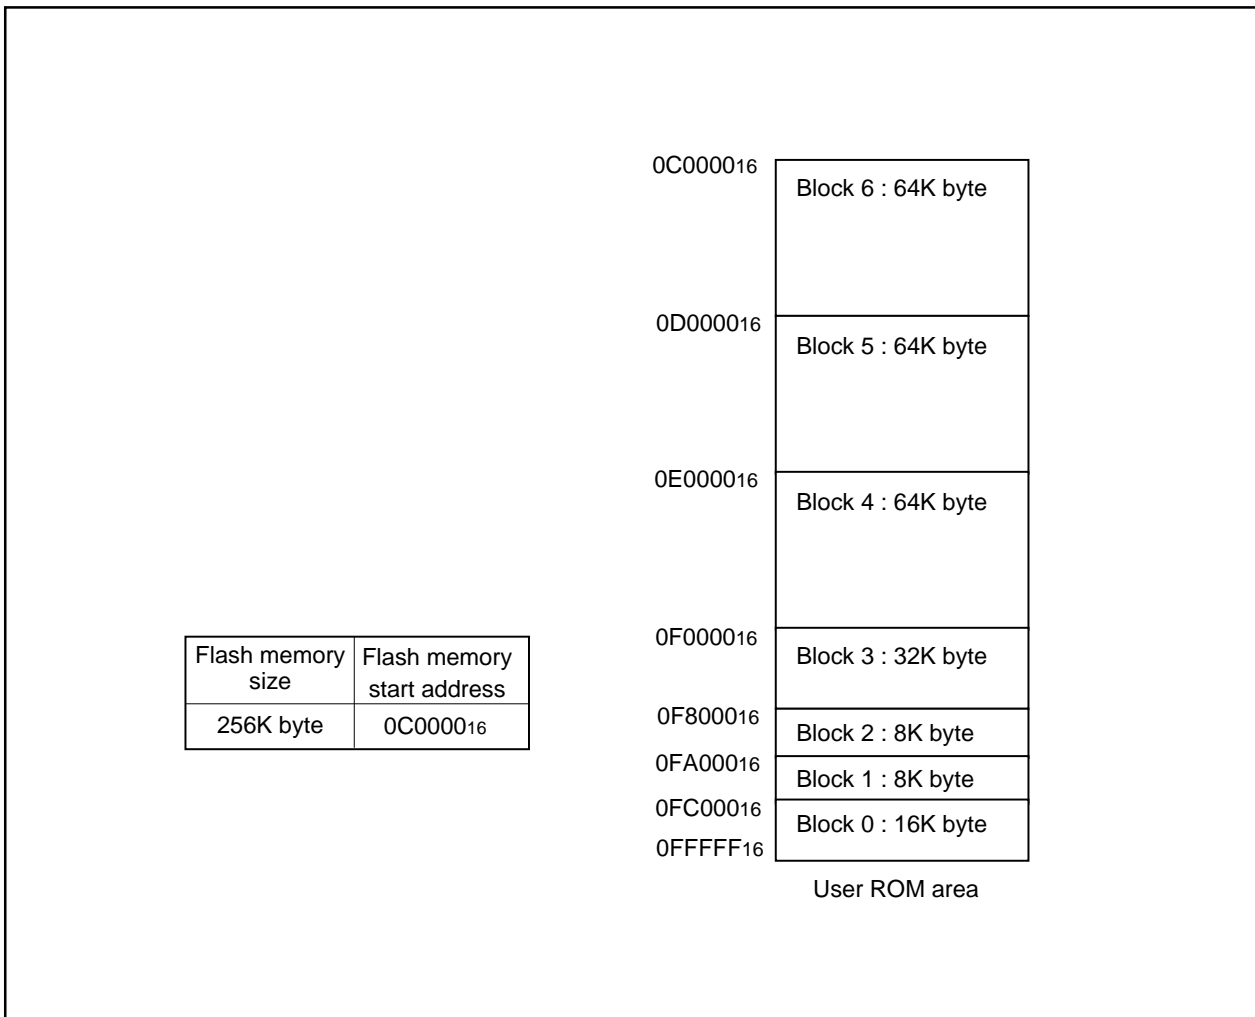 0C000016
Block 6 : 64K byte
0D000016
Block 5 : 64K byte
0E000016
Block 4 : 64K byte
0F000016
Block 3 : 32K byte
Flash memory size
Flash memory start address
256K byte
0C000016
0F800016
Block 2 : 8K byte
0FA00016
Block 1 : 8K byte
0FC00016
Block 0 : 16K byte
0FFFFF16
User ROM area